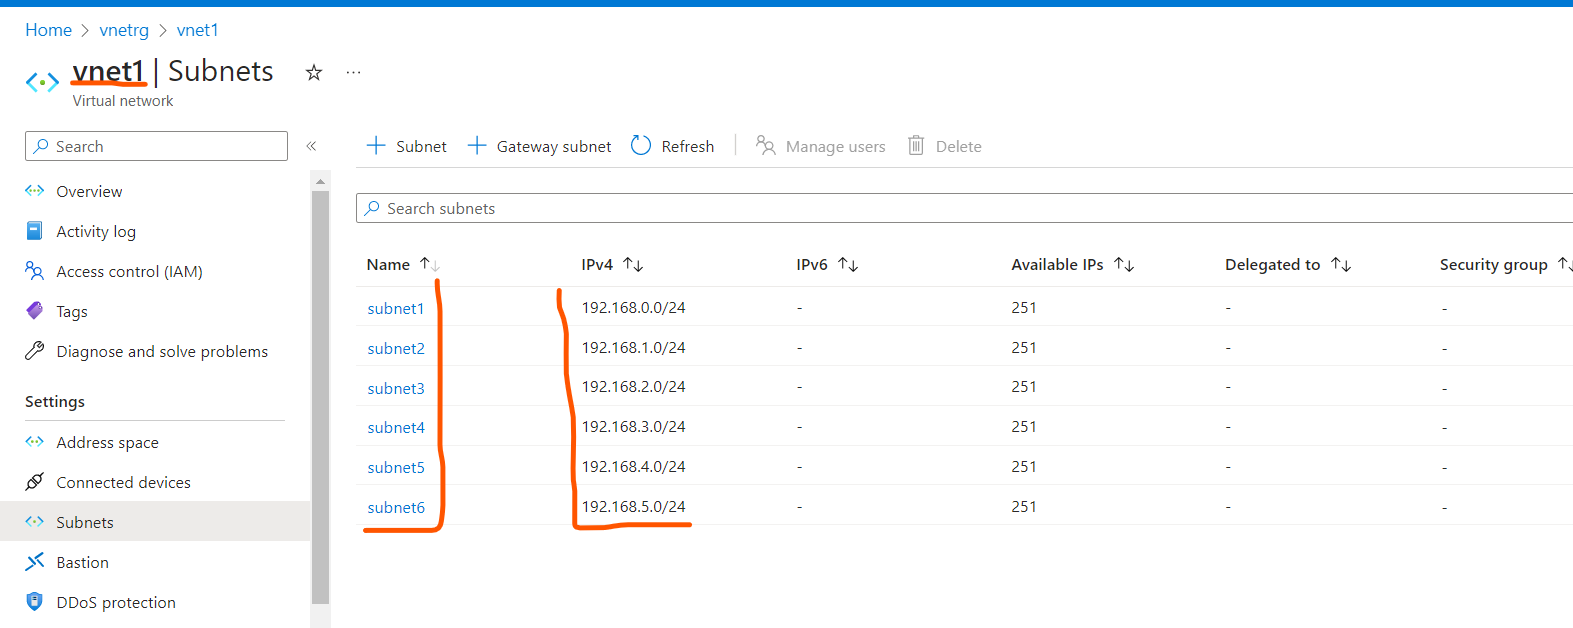 Home > vnetrg > vnet1
vnet1 | Subnets
Virtual network
Search
+ Subnet + Gateway subnet Refresh Manage users Delete
Overview
Activity log
Access control (IAM)
Tags
Diagnose and solve problems
Settings
Address space
Connected devices
Subnets
Bastion
DDoS protection
Search subnets
Name IPv4 IPv6 Available IPs Delegated to Security group
subnet1 192.168.0.0/24 - 251 - -
subnet2 192.168.1.0/24 - 251 - -
subnet3 192.168.2.0/24 - 251 - -
subnet4 192.168.3.0/24 - 251 - -
subnet5 192.168.4.0/24 - 251 - -
subnet6 192.168.5.0/24 - 251 - -